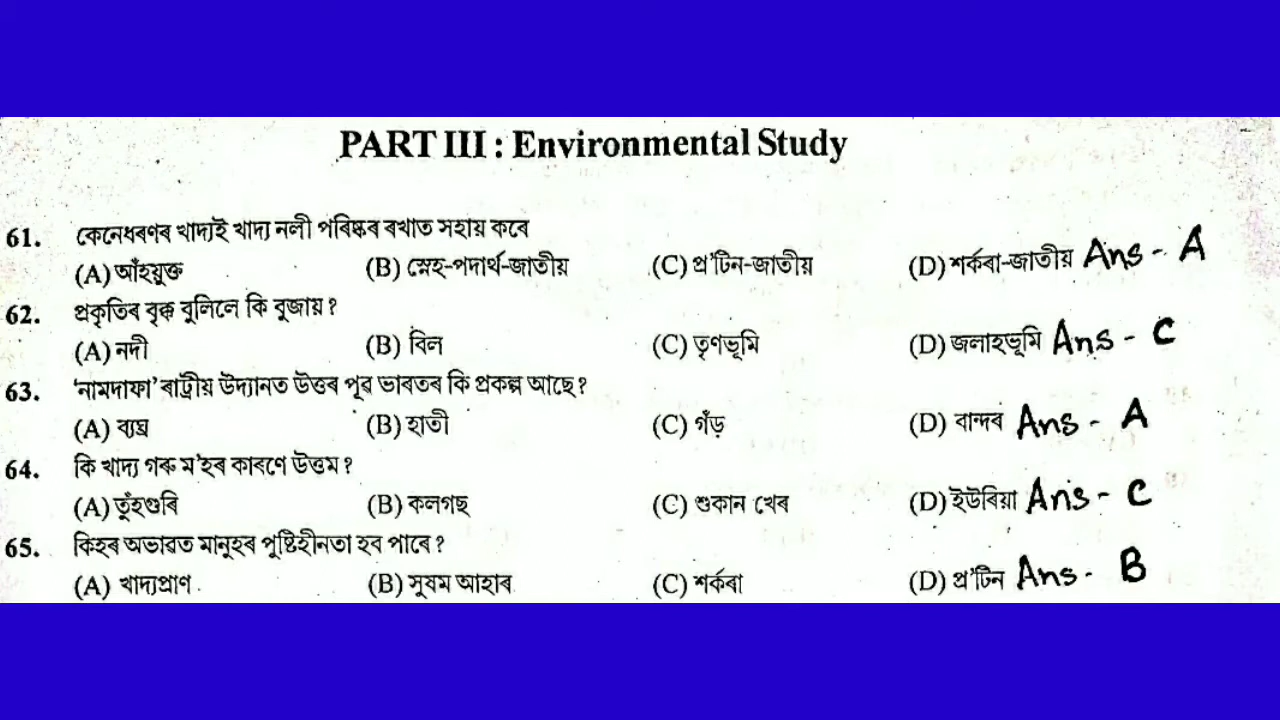 PART III : Environmental Study
61. কেনেধৰণৰ খাদ্যই খাদ্য নলী পৰিষ্কৰ ৰখাত সহায় কৰে
(A) আঁহযুক্ত (B) স্নেহ-পদাৰ্থ-জাতীয় (C) প্ৰ'টিন-জাতীয় (D) শৰ্কৰা-জাতীয় Ans - A
62. প্ৰকৃতিৰ বৃক্ক বুলিলে কি বুজায় ?
(A) নদী (B) বিল (C) তৃণভূমি (D) জলাহভূমি Ans - C
63. 'নামদাফা' ৰাট্ৰীয় উদ্যানত উত্তৰ পূৱ ভাৰতৰ কি প্ৰকল্প আছে ?
(A) ব্যঘ্ৰ (B) হাতী (C) গঁড় (D) বান্দৰ Ans - A
64. কি খাদ্য গৰু ম'হৰ কাৰণে উত্তম ?
(A) তুঁহগুৰি (B) কলগছ (C) শুকান খেৰ (D) ইউৰিয়া Ans - C
65. কিহৰ অভাৱত মানুহৰ পুষ্টিহীনতা হব পাৰে ?
(A) খাদ্যপ্ৰাণ (B) সুষম আহাৰ (C) শৰ্কৰা (D) প্ৰ'টিন Ans - B